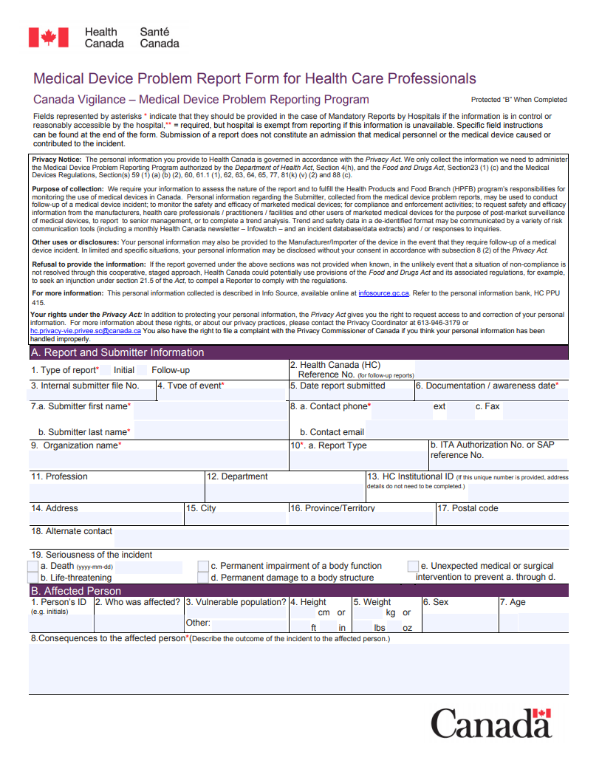 Health
Canada
Santé
Canada
Medical Device Problem Report Form for Health Care Professionals
Canada Vigilance – Medical Device Problem Reporting Program
Protected "B" When Completed
Fields represented by asterisks * indicate that they should be provided in the case of Mandatory Reports by Hospitals if the information is in control or
reasonably accessible by the hospital,** = required, but hospital is exempt from reporting if this information is unavailable. Specific field instructions
can be found at the end of the form. Submission of a report does not constitute an admission that medical personnel or the medical device caused or
contributed to the incident.
Privacy Notice: The personal information you provide to Health Canada is governed in accordance with the Privacy Act. We only collect the information we need to administer
the Medical Device Problem Reporting Program authorized by the Department of Health Act, Section 4(h), and the Food and Drugs Act, Section23 (1) (c) and the Medical
Devices Regulations, Section(s) 59 (1) (a) (b) (2), 60, 61.1 (1), 62, 63, 64, 65, 77, 81(k) (v) (2) and 88 (c).
Purpose of collection: We require your information to assess the nature of the report and to fulfill the Health Products and Food Branch (HPFB) program's responsibilities for
monitoring the use of medical devices in Canada. Personal information regarding the Submitter, collected from the medical device problem reports, may be used to conduct
follow-up of a medical device incident; to monitor the safety and efficacy of marketed medical devices; for compliance and enforcement activities; to request safety and efficacy
information from the manufacturers, health care professionals / practitioners / facilities and other users of marketed medical devices for the purpose of post-market surveillance
of medical devices, to report to senior management, or to complete a trend analysis. Trend and safety data in a de-identified format may be communicated by a variety of risk
communication tools (including a monthly Health Canada newsletter – Infowatch – and an incident database/data extracts) and / or responses to inquiries.
Other uses or disclosures: Your personal information may also be provided to the Manufacturer/Importer of the device in the event that they require follow-up of a medical
device incident. In limited and specific situations, your personal information may be disclosed without your consent in accordance with subsection 8 (2) of the Privacy Act.
Refusal to provide the information: If the report governed under the above sections was not provided when known, in the unlikely event that a situation of non-compliance is
not resolved through this cooperative, staged approach, Health Canada could potentially use provisions of the Food and Drugs Act and its associated regulations, for example,
to seek an injunction under section 21.5 of the Act, to compel a Reporter to comply with the regulations.
For more information: This personal information collected is described in Info Source, available online at infosource.gc.ca. Refer to the personal information bank, HC PPU
415.
Your rights under the Privacy Act: In addition to protecting your personal information, the Privacy Act gives you the right to request access to and correction of your personal
information. For more information about these rights, or about our privacy practices, please contact the Privacy Coordinator at 613-946-3179 or
hc.privacy-vie.privee.sc@canada.ca You also have the right to file a complaint with the Privacy Commissioner of Canada if you think your personal information has been
handled improperly.
A. Report and Submitter Information
1. Type of report* Initial Follow-up
2. Health Canada (HC)
Reference No. (for follow-up reports)
3. Internal submitter file No. 4. Type of event* 5. Date report submitted 6. Documentation / awareness date*
7.a. Submitter first name* 8. a. Contact phone* ext c. Fax
b. Submitter last name* b. Contact email
9. Organization name* 10*. a. Report Type b. ITA Authorization No. or SAP
reference No.
11. Profession 12. Department 13. HC Institutional ID (If this unique number is provided, address
details do not need to be completed.)
14. Address 15. City 16. Province/Territory 17. Postal code
18. Alternate contact
19. Seriousness of the incident
a. Death (yyyy-mm-dd) c. Permanent impairment of a body function e. Unexpected medical or surgical
b. Life-threatening d. Permanent damage to a body structure intervention to prevent a. through d.
B. Affected Person
1. Person's ID 2. Who was affected? 3. Vulnerable population? 4. Height 5. Weight 6. Sex 7. Age
(e.g. initials) cm or kg or
Other: ft in lbs oz
8.Consequences to the affected person*(Describe the outcome of the incident to the affected person.)
Canada